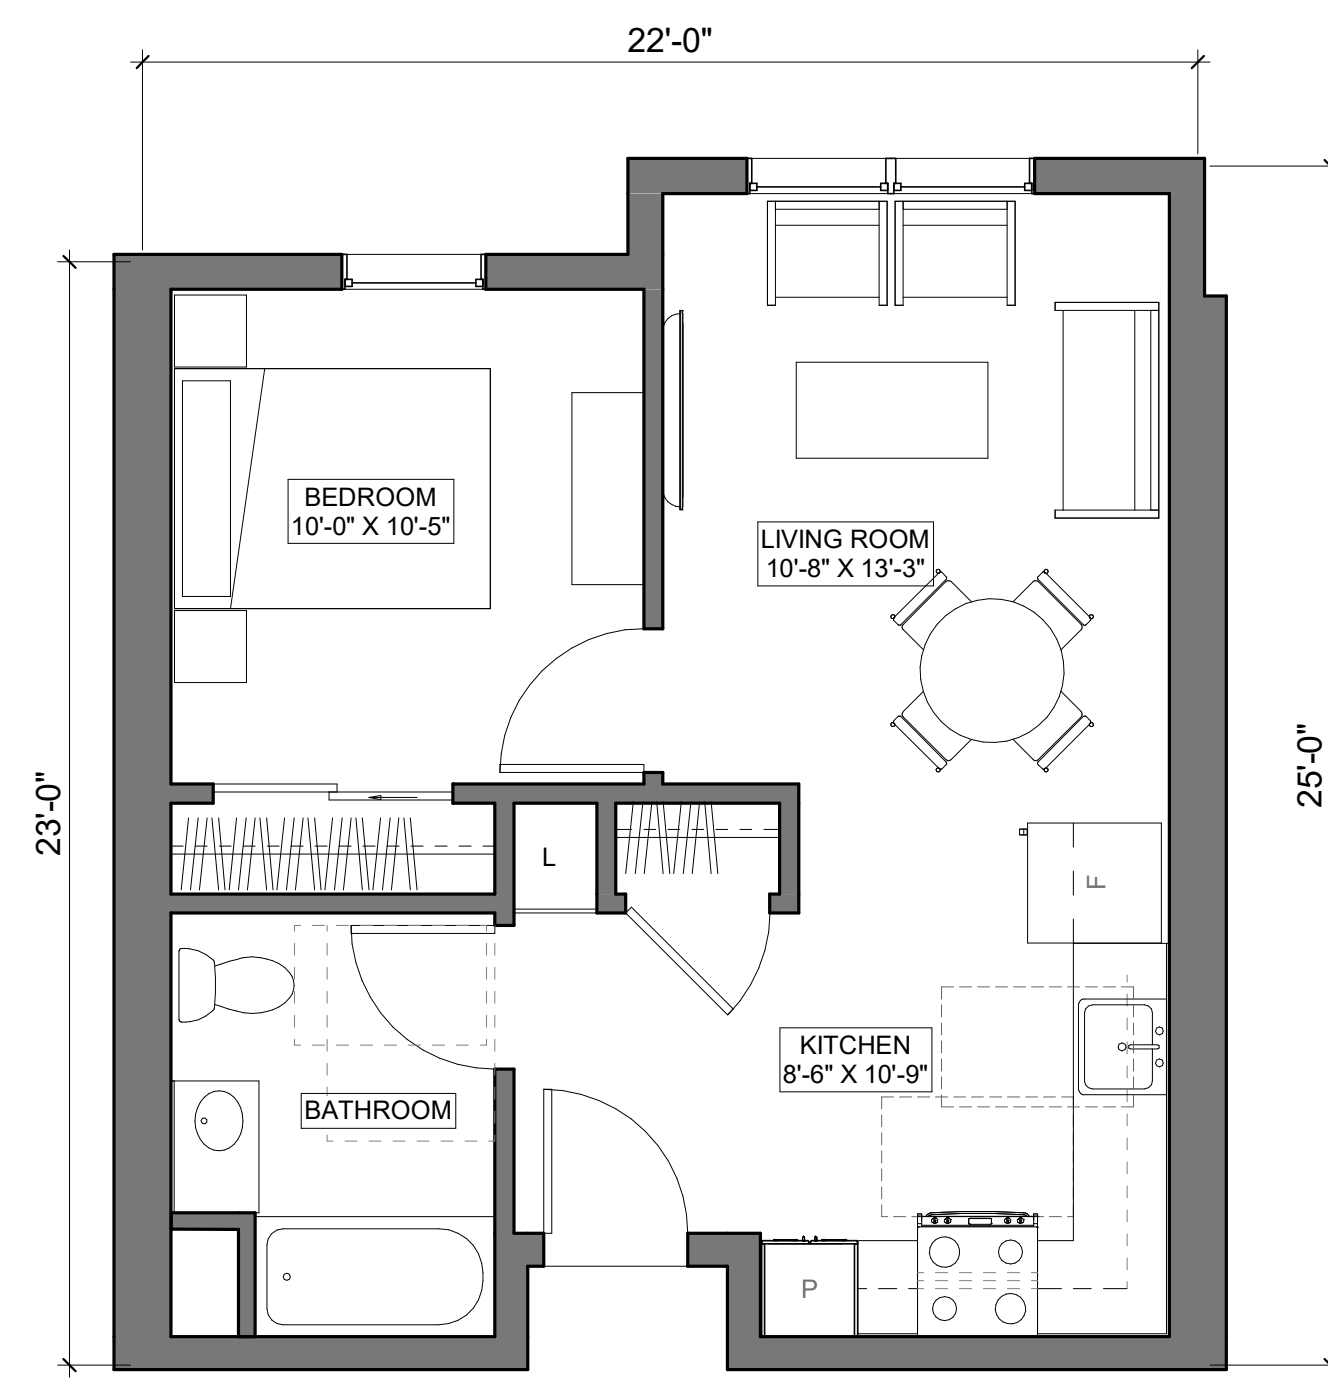 22'-0"
BEDROOM
10'-0" X 10'-5"
LIVING ROOM
10'-8" X 13'-3"
23'-0"
25'-0"
L
F
KITCHEN
8'-6" X 10'-9"
BATHROOM
P